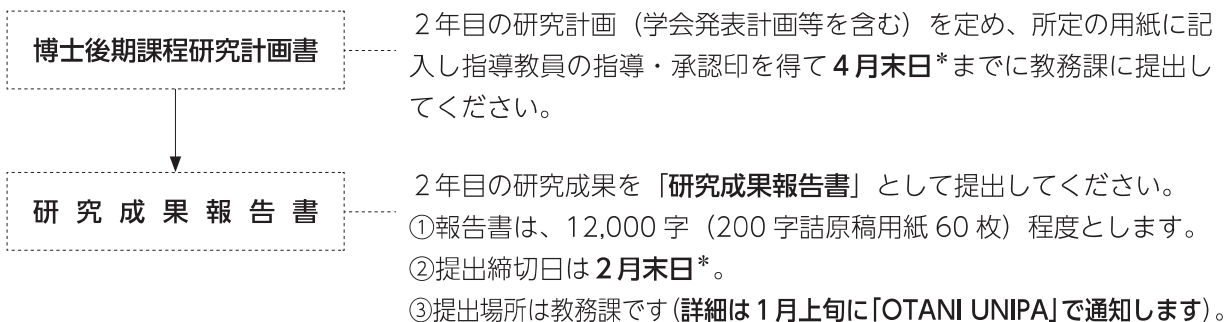 博士後期課程研究計画書
２年目の研究計画（学会発表計画等を含む）を定め、所定の用紙に記
入し指導教員の指導・承認印を得て４月末日*までに教務課に提出し
てください。
研究成果報告書
２年目の研究成果を「研究成果報告書」として提出してください。
①報告書は、12,000字（200字詰原稿用紙60枚）程度とします。
②提出締切日は２月末日*。
③提出場所は教務課です（詳細は１月上旬に「OTANI UNIPA」で通知します）。